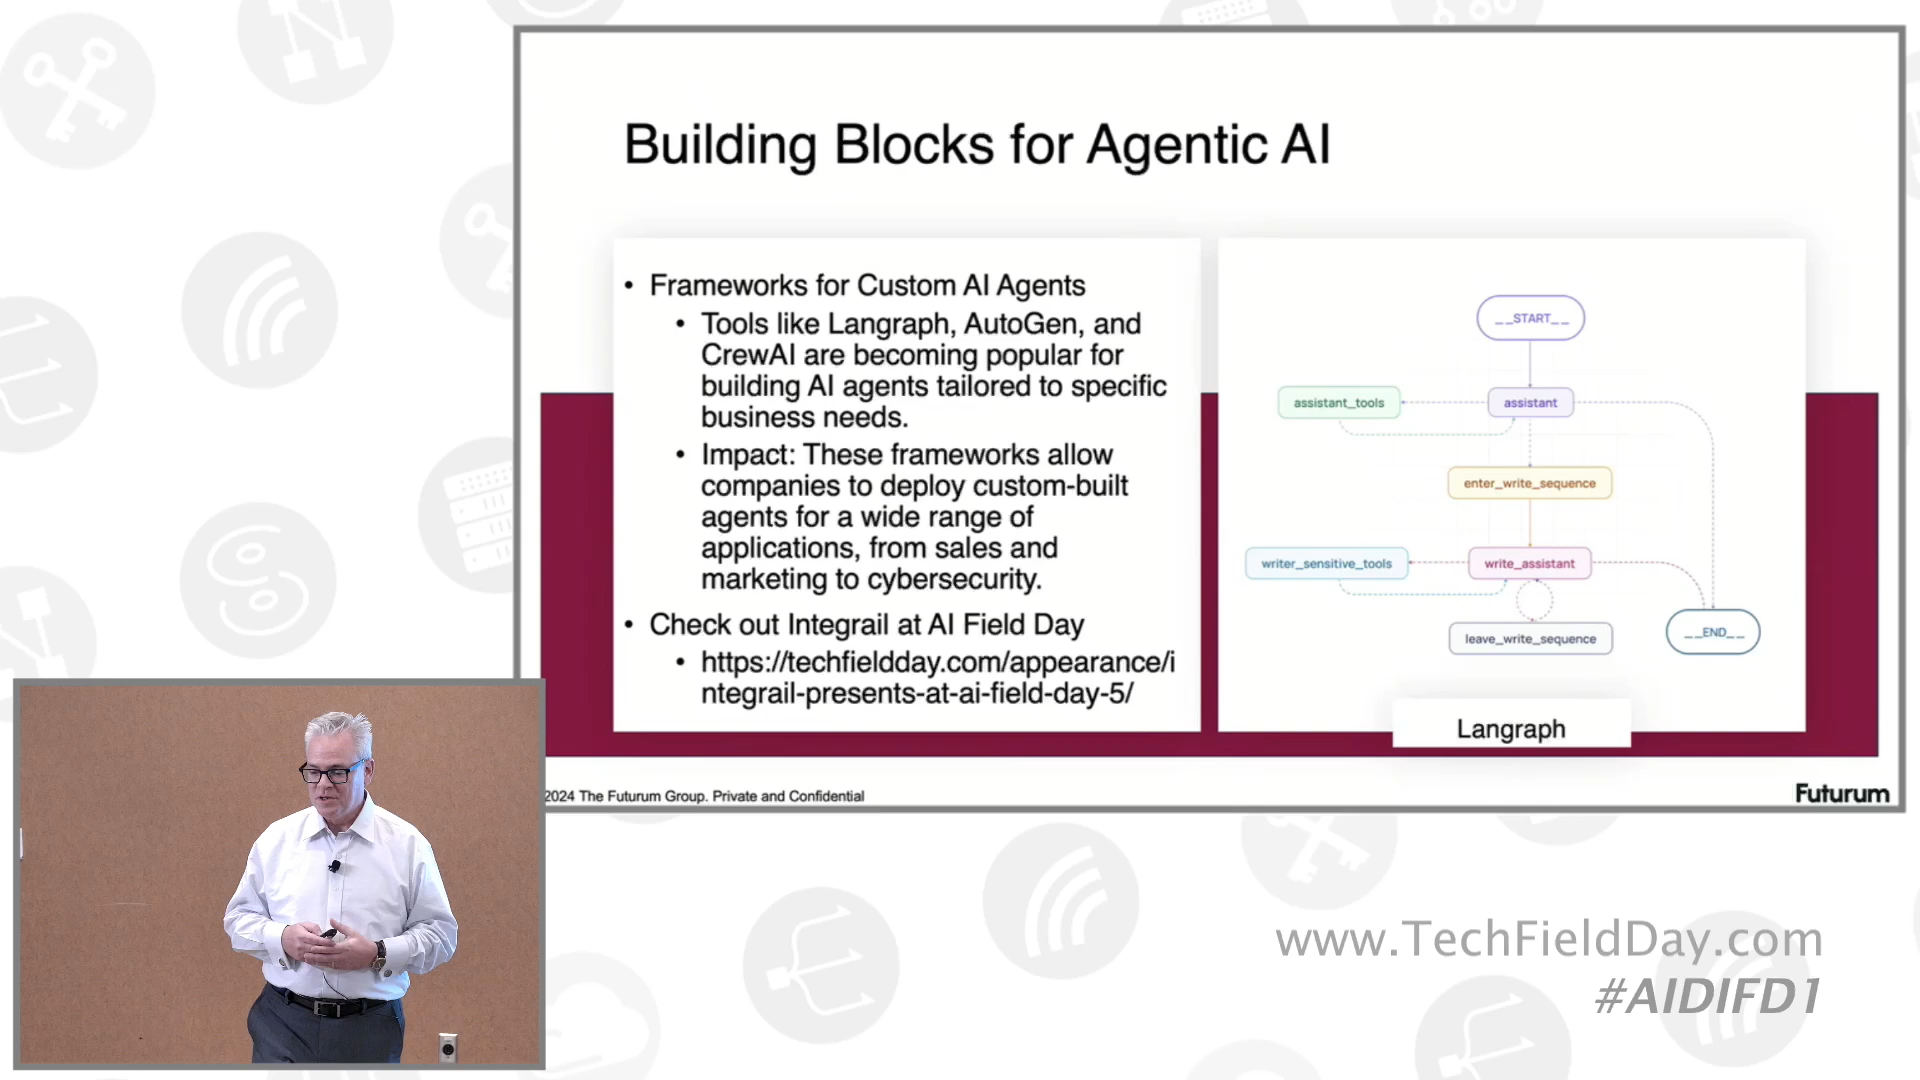 Building Blocks for Agentic AI
• Frameworks for Custom AI Agents
• Tools like Langraph, AutoGen, and
CrewAI are becoming popular for
building AI agents tailored to specific
business needs.
• Impact: These frameworks allow
companies to deploy custom-built
agents for a wide range of
applications, from sales and
marketing to cybersecurity.
• Check out Integrail at AI Field Day
• https://techfieldday.com/appearance/i
ntegrail-presents-at-ai-field-day-5/
__START__
assistant_tools
assistant
enter_write_sequence
writer_sensitive_tools
write_assistant
leave_write_sequence
__END__
Langraph
2024 The Futurum Group. Private and Confidential
Futurum
www.TechFieldDay.com
#AIDIFD1